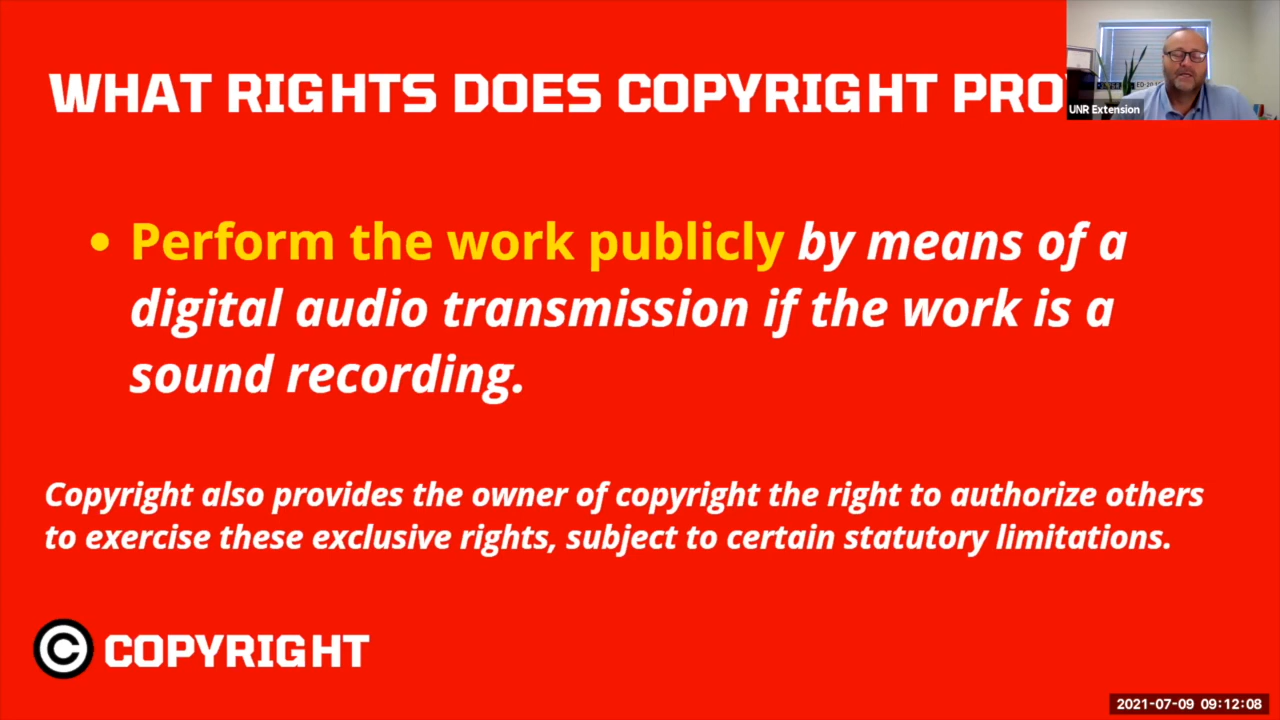 WHAT RIGHTS DOES COPYRIGHT
UNR Extension
• Perform the work publicly by means of a
digital audio transmission if the work is a
sound recording.
Copyright also provides the owner of copyright the right to authorize others
to exercise these exclusive rights, subject to certain statutory limitations.
© COPYRIGHT
2021-07-09 09:12:08